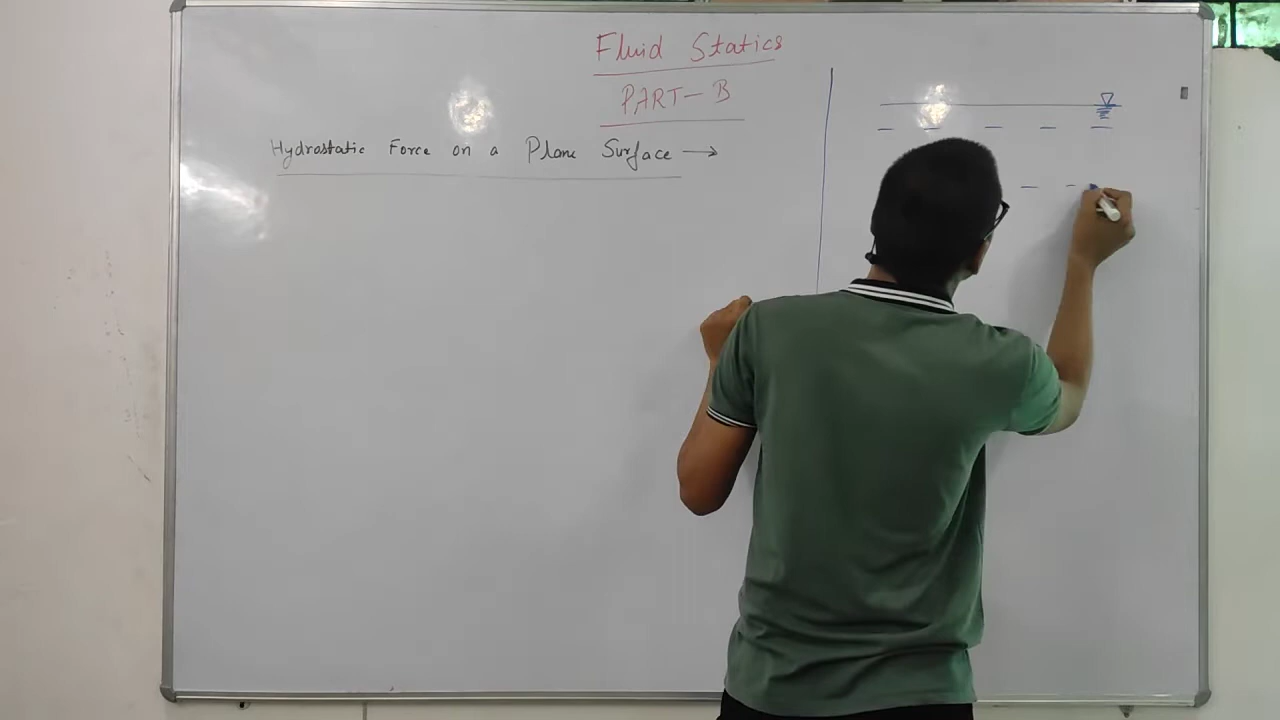 Fluid Statics
PART-B
Hydrostatic Force on a Plane Surface →